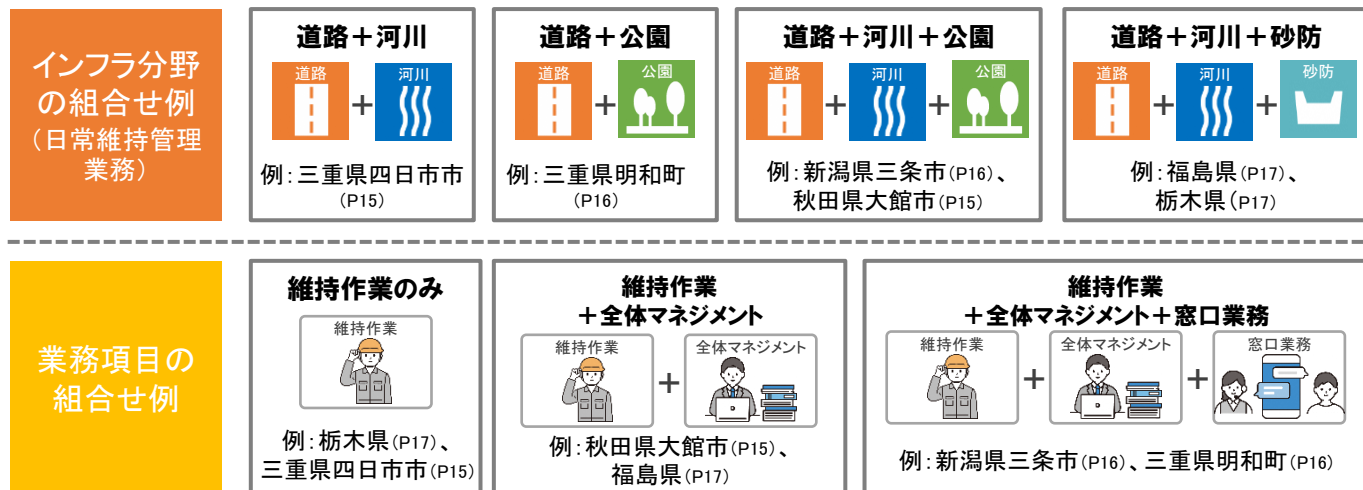 インフラ分野
の組合せ例
（日常維持管理
業務）
道路＋河川
道路
＋
河川
例：三重県四日市市
(P15)
道路＋公園
道路
＋
公園
例：三重県明和町
(P16)
道路＋河川＋公園
道路
＋
河川
＋
公園
例：新潟県三条市(P16)、
秋田県大館市(P15)
道路＋河川＋砂防
道路
＋
河川
＋
砂防
例：福島県(P17)、
栃木県(P17)
業務項目の
組合せ例
維持作業のみ
維持作業
例：栃木県(P17)、
三重県四日市市(P15)
維持作業
＋全体マネジメント
維持作業
＋
全体マネジメント
例：秋田県大館市(P15)、
福島県(P17)
維持作業
＋全体マネジメント＋窓口業務
維持作業
＋
全体マネジメント
＋
窓口業務
例：新潟県三条市(P16)、三重県明和町(P16)